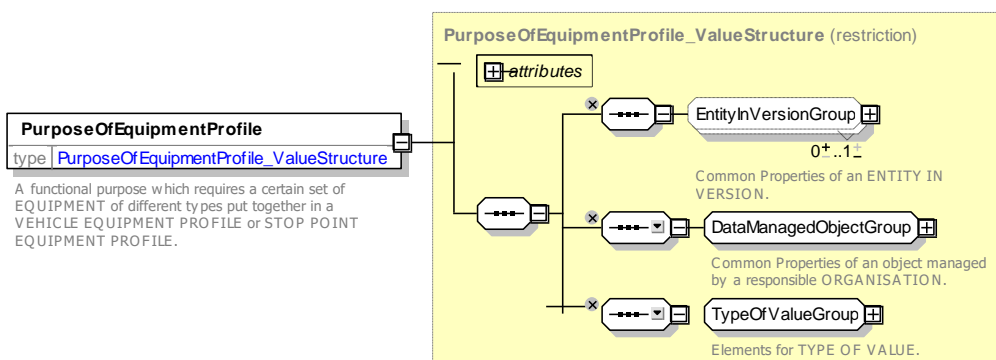 PurposeOfEquipmentProfile_ValueStructure (restriction)
attributes
PurposeOfEquipmentProfile
type PurposeOfEquipmentProfile_ValueStructure
A functional purpose which requires a certain set of
EQUIPMENT of different types put together in a
VEHICLE EQUIPMENT PROFILE or STOP POINT
EQUIPMENT PROFILE.
EntityInVersionGroup
0..1
Common Properties of an ENTITY IN
VERSION.
DataManagedObjectGroup
Common Properties of an object managed
by a responsible ORGANISATION.
TypeOfValueGroup
Elements for TYPE OF VALUE.